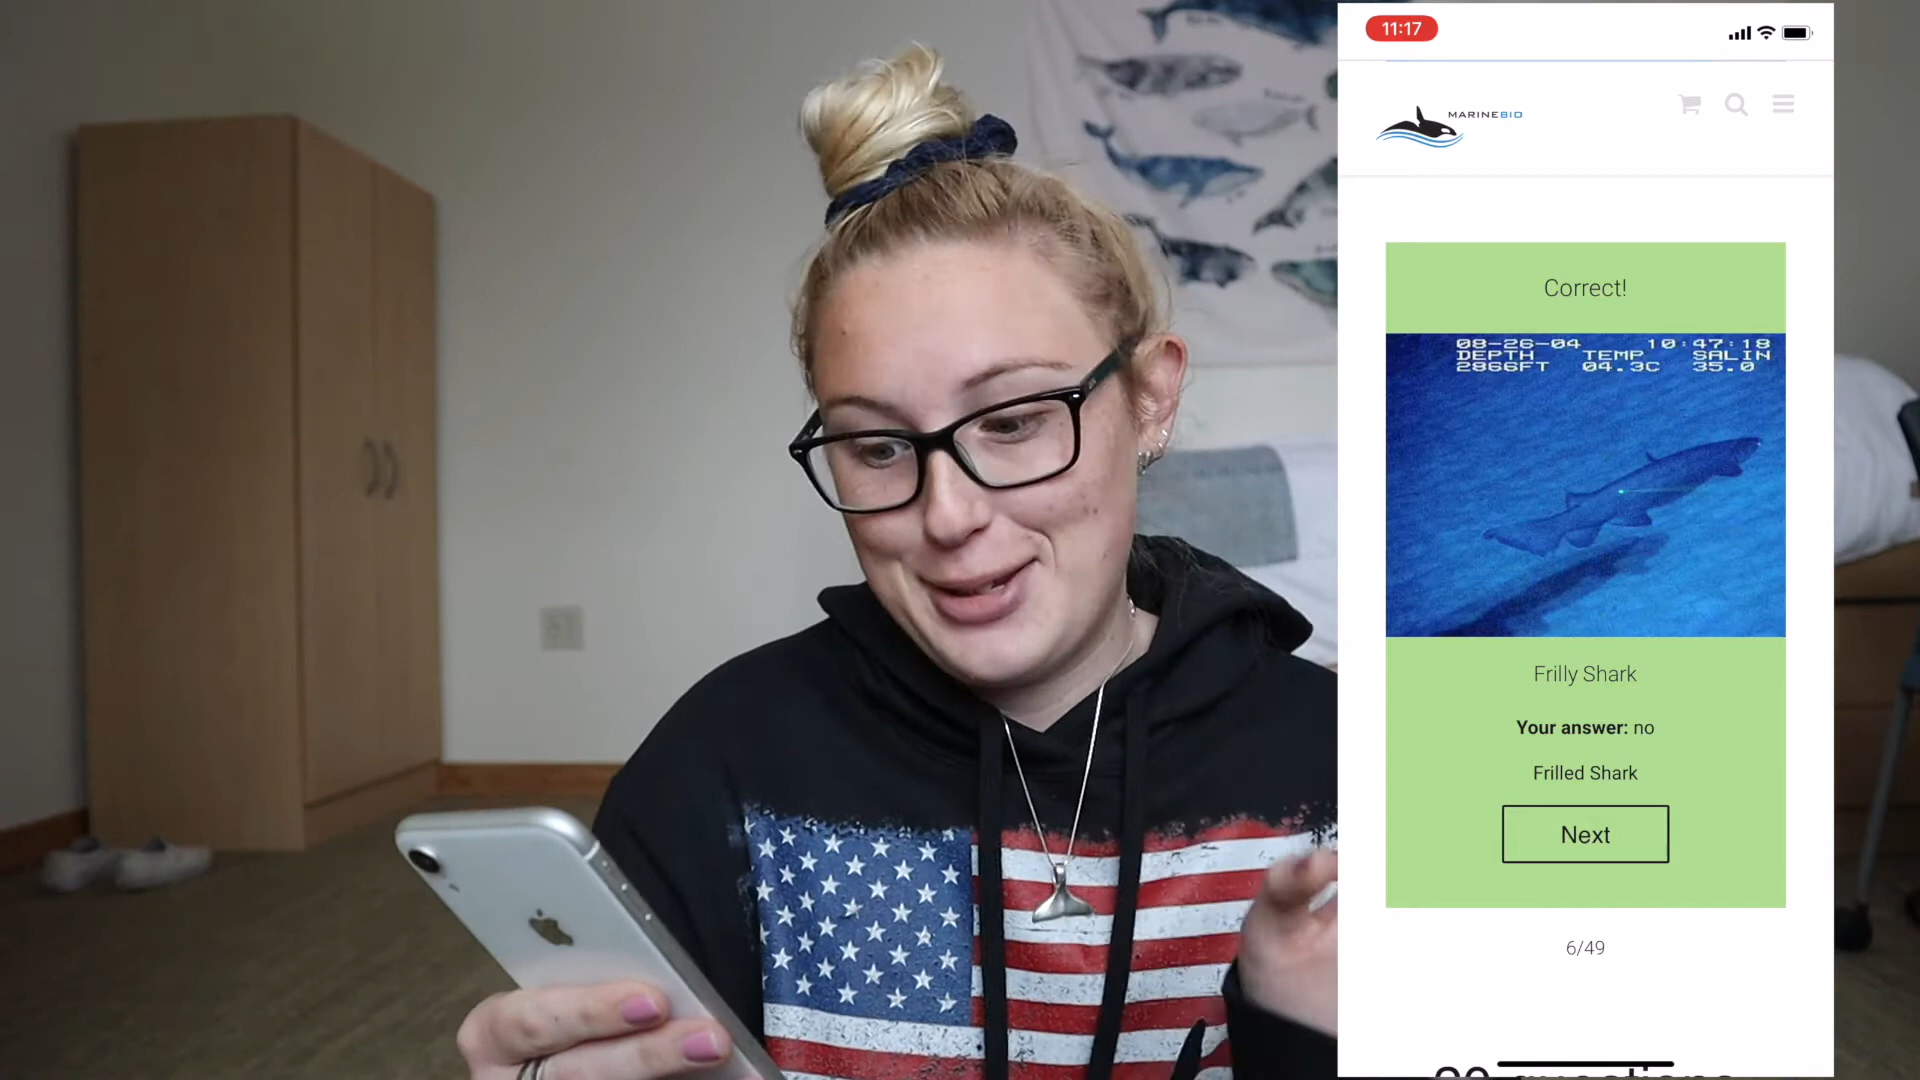 11:17
MARINEBIO
Correct!
08-26-04 10:47:18
DEPTH TEMP SALIN
2866FT 04.3C 35.0
Frilly Shark
Your answer: no
Frilled Shark
Next
6/49